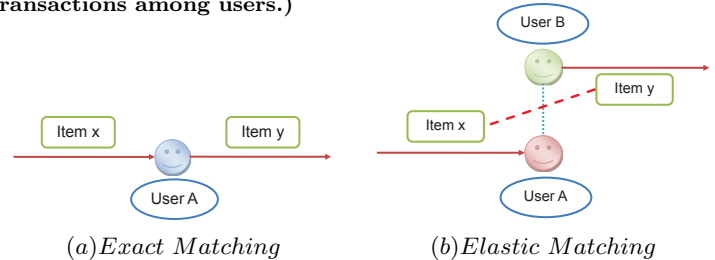 ransactions among users.)
User B
Item y
Item x
Item x
Item y
User A
User A
(a)Exact Matching
(b)Elastic Matching